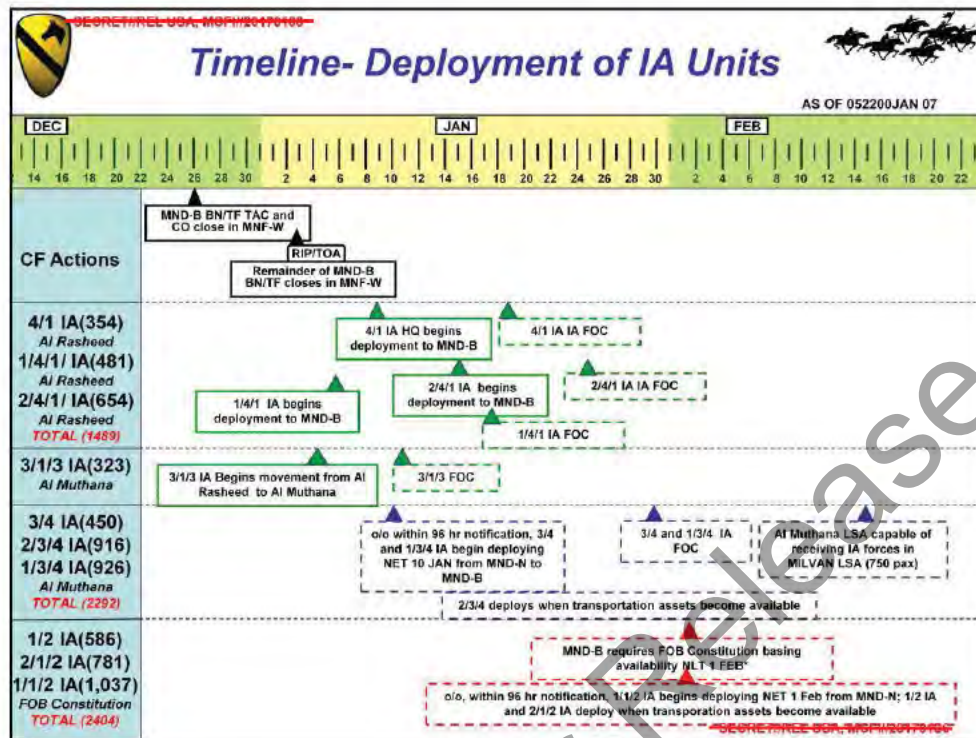 SECRET//REL USA, MCFI//20170106
Timeline- Deployment of IA Units
AS OF 052200JAN 07
DEC
JAN
FEB
14 16 18 20 22 24 26 28 30 2 4 6 8 10 12 14 16 18 20 22 24 26 28 30 2 4 6 8 10 12 14 16 18 20 22
CF Actions
MND-B BN/TF TAC and
CO close in MNF-W
RIP/TOA
Remainder of MND-B
BN/TF closes in MNF-W
4/1 IA(354)
Al Rasheed
1/4/1/ IA(481)
Al Rasheed
2/4/1/ IA(654)
Al Rasheed
TOTAL (1489)
4/1 IA HQ begins
deployment to MND-B
4/1 IA IA FOC
1/4/1 IA begins
deployment to MND-B
2/4/1 IA begins
deployment to MND-B
2/4/1 IA IA FOC
1/4/1 IA FOC
3/1/3 IA(323)
Al Muthana
3/1/3 IA Begins movement from Al
Rasheed to Al Muthana
3/1/3 FOC
3/4 IA(450)
2/3/4 IA(916)
1/3/4 IA(926)
Al Muthana
TOTAL (2292)
o/o within 96 hr notification, 3/4
and 1/3/4 IA begin deploying
NET 10 JAN from MND-N to
MND-B
3/4 and 1/3/4 IA
FOC
Al Muthana LSA capable of
receiving IA forces in
MILVAN LSA (750 pax)
2/3/4 deploys when transportation assets become available
1/2 IA(586)
2/1/2 IA(781)
1/1/2 IA(1,037)
FOB Constitution
TOTAL (2404)
MND-B requires FOB Constitution basing
availability NLT 1 FEB*
o/o, within 96 hr notification, 1/1/2 IA begins deploying NET 1 Feb from MND-N; 1/2 IA
and 2/1/2 IA deploy when transporation assets become available
SECRET//REL USA, MCFI//20170106
Release